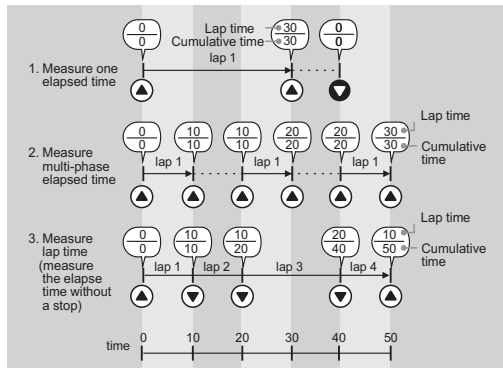 0 Lap time 30 0
0 Cumulative time 30 0
1. Measure one
elapsed time
lap 1
0 10 10 20 20 30 Lap time
0 10 10 20 20 30 Cumulative
time
2. Measure
multi-phase
elapsed time
lap 1 lap 1 lap 1
Lap time
0 10 10 20 10
0 10 20 40 50 Cumulative
time
3. Measure
lap time
(measure
the elapse
time without
a stop)
lap 1 lap 2 lap 3 lap 4
time 0 10 20 30 40 50